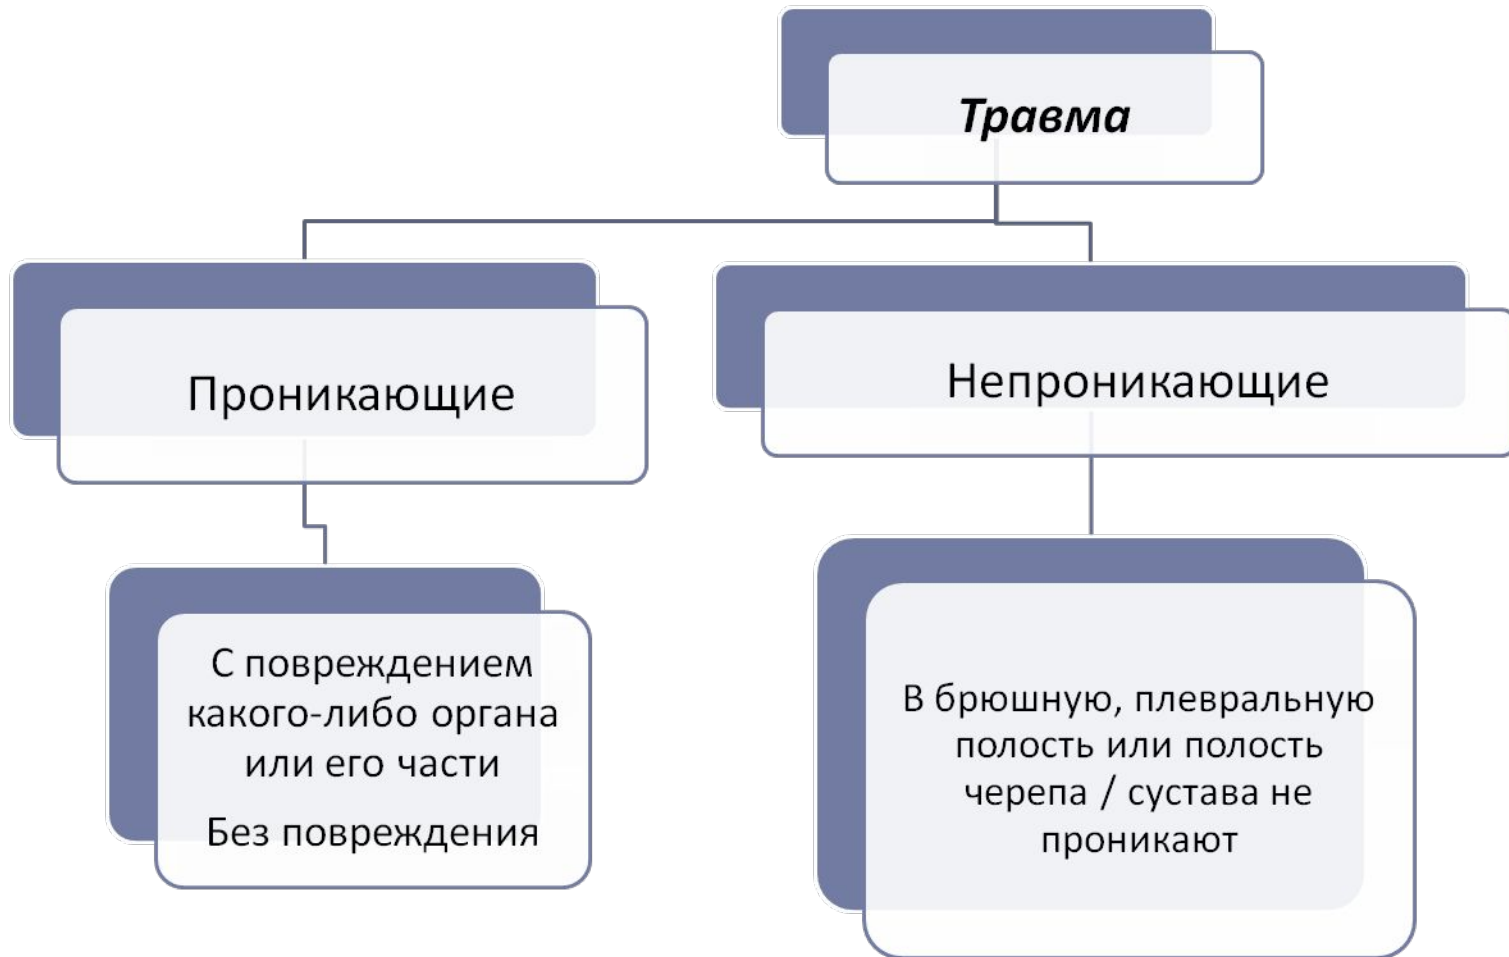 Травма
Проникающие
Непроникающие
С повреждением
какого-либо органа
или его части
Без повреждения
В брюшную, плевральную
полость или полость
черепа / сустава не
проникают